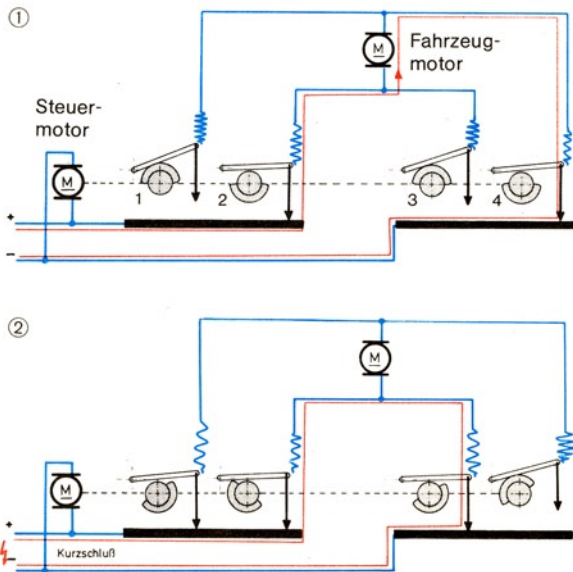 ①
Fahrzeug-
motor
M
Steuer-
motor
M
1 2 3 4
+
–
②
M
M
+
–
Kurzschluß